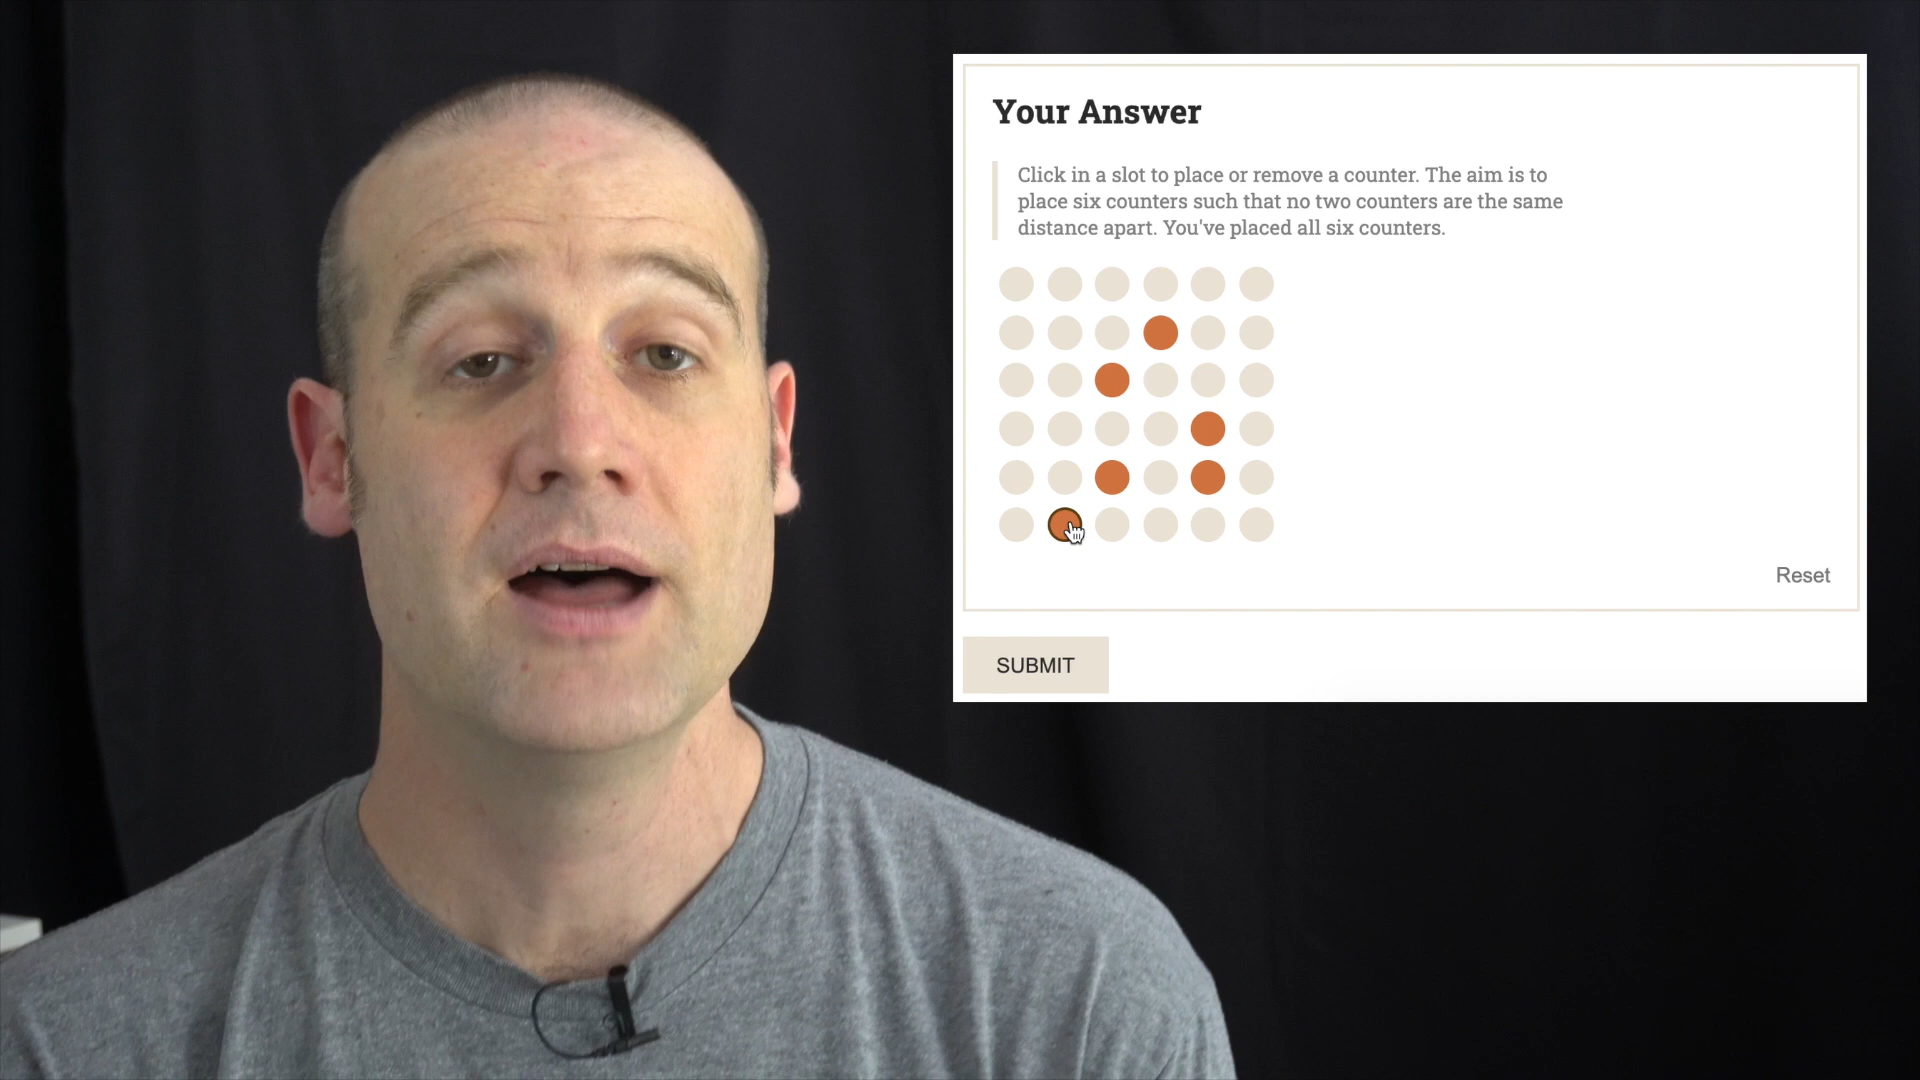 Your Answer
Click in a slot to place or remove a counter. The aim is to
place six counters such that no two counters are the same
distance apart. You've placed all six counters.
Reset
SUBMIT